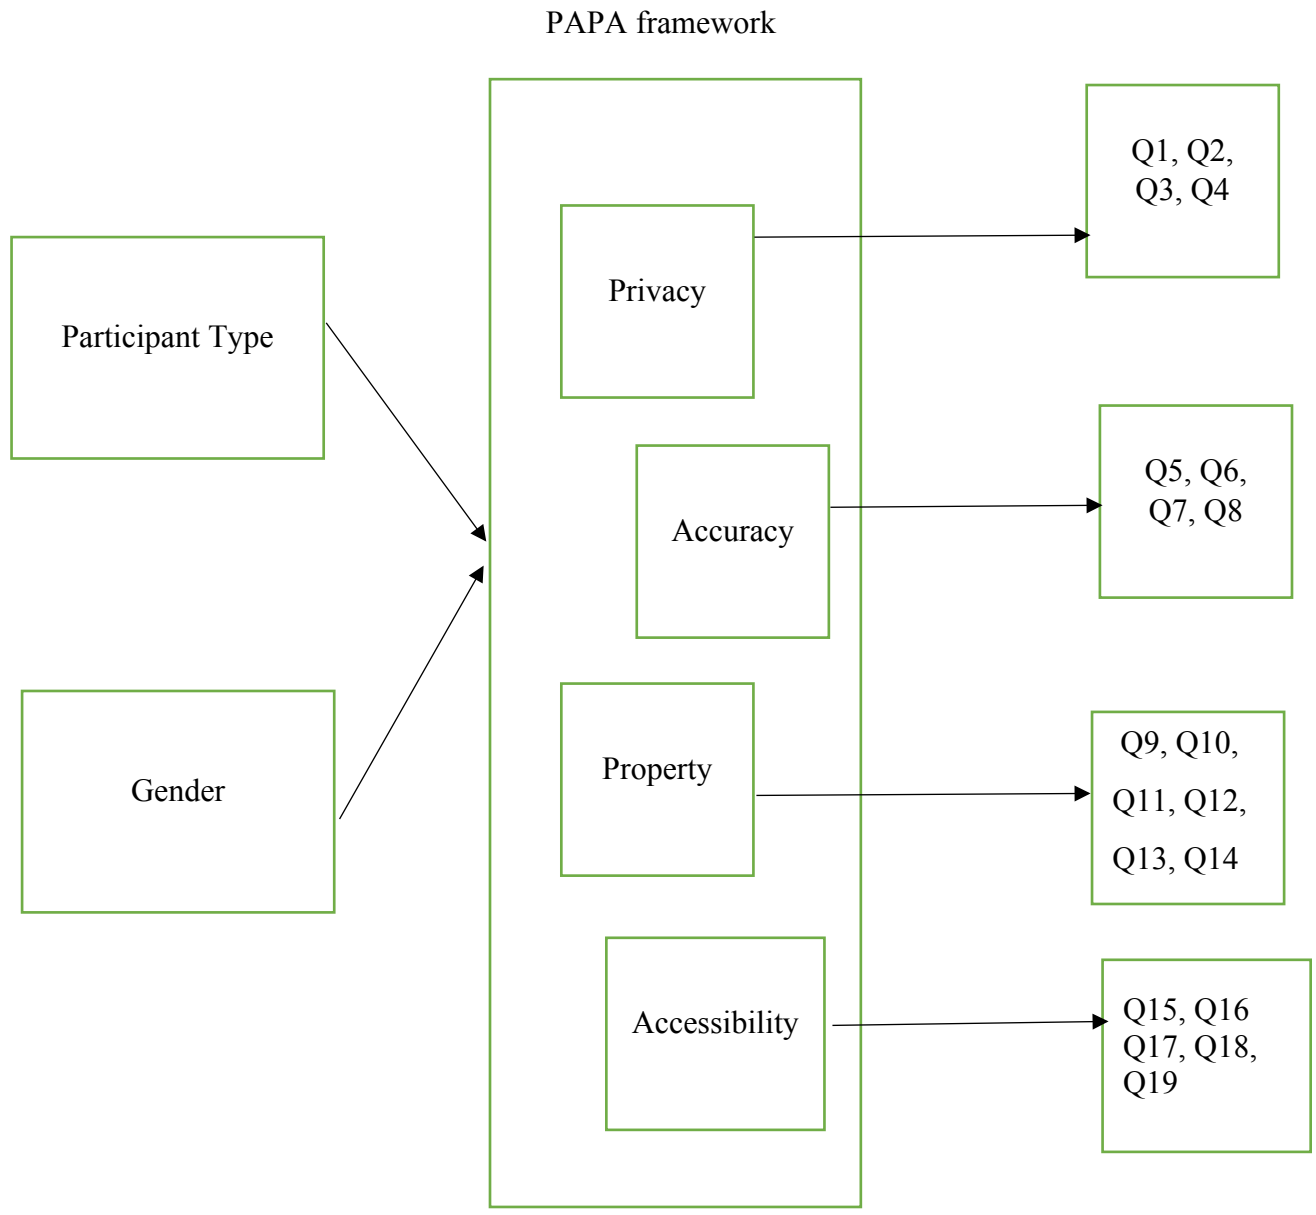 PAPA framework
Participant Type
Gender
Privacy
Accuracy
Property
Accessibility
Q1, Q2,
Q3, Q4
Q5, Q6,
Q7, Q8
Q9, Q10,
Q11, Q12,
Q13, Q14
Q15, Q16
Q17, Q18,
Q19